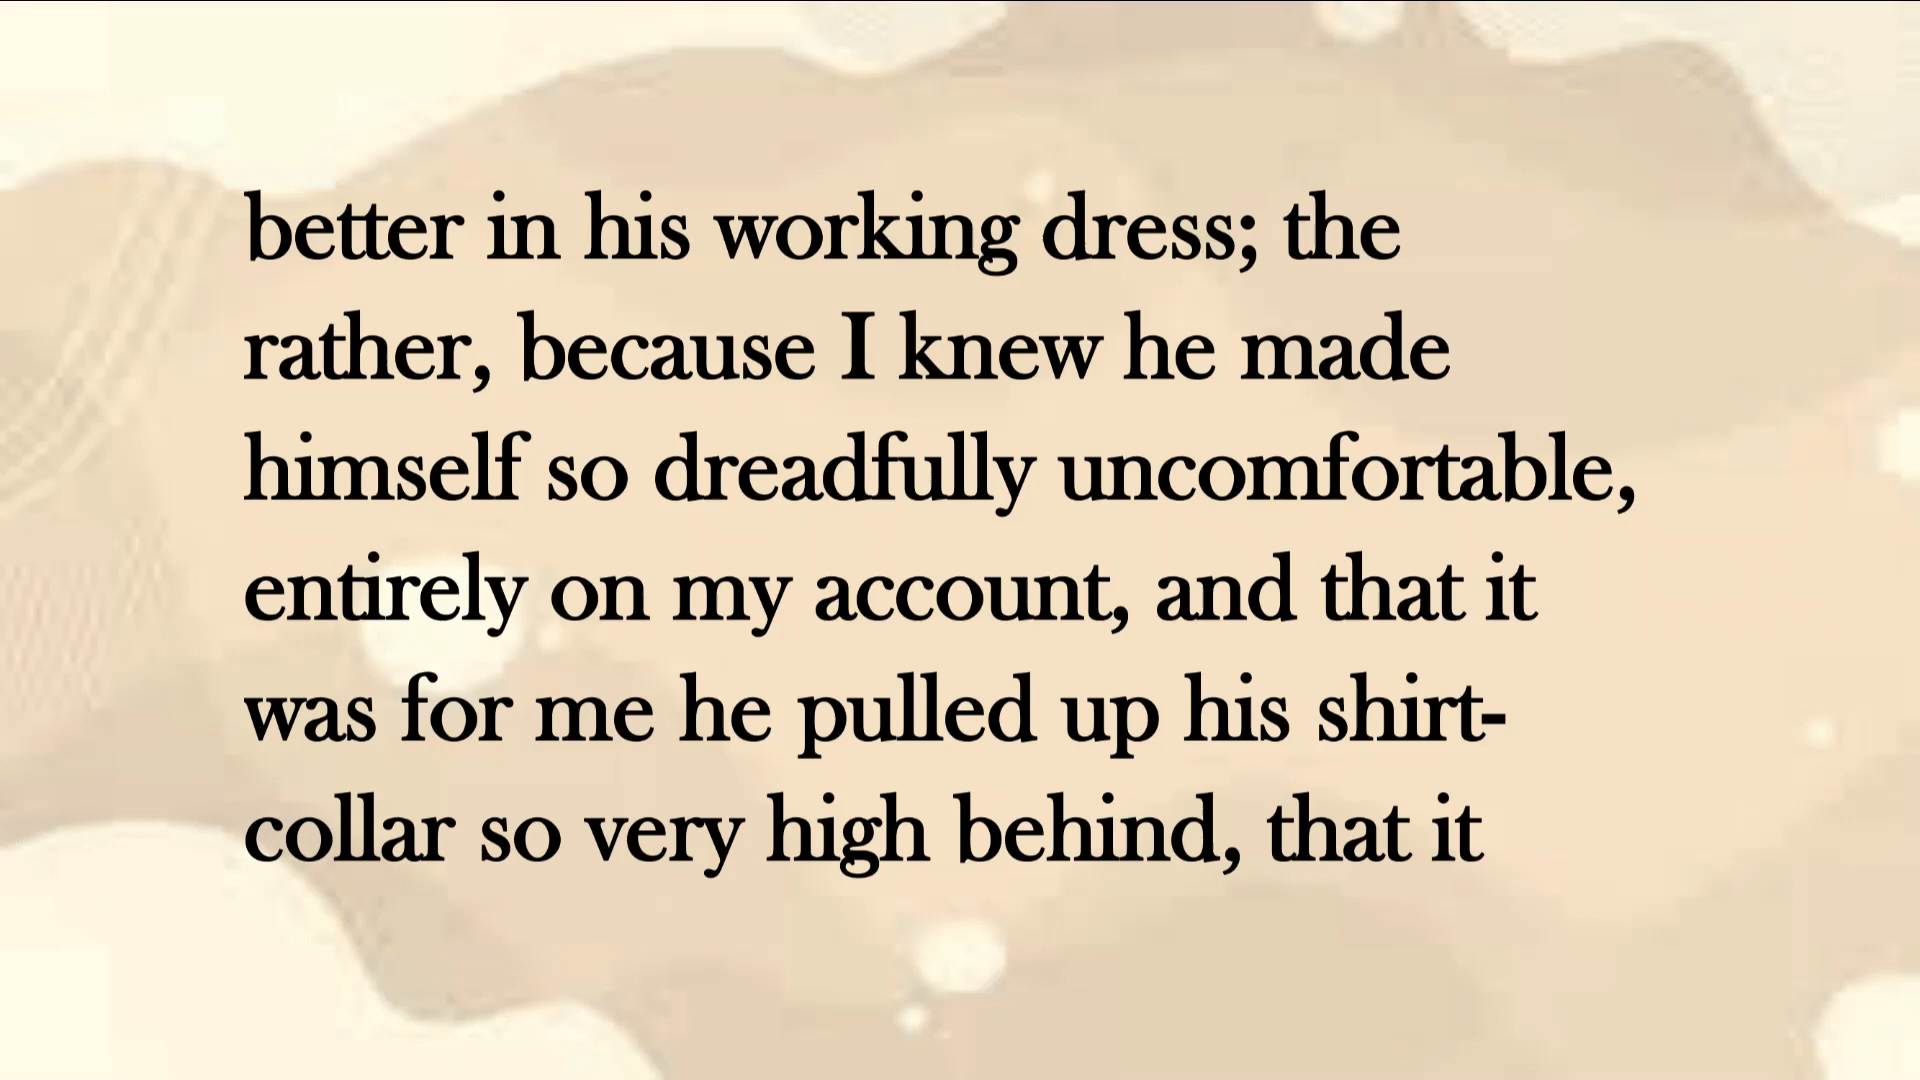 better in his working dress; the
rather, because I knew he made
himself so dreadfully uncomfortable,
entirely on my account, and that it
was for me he pulled up his shirt-
collar so very high behind, that it